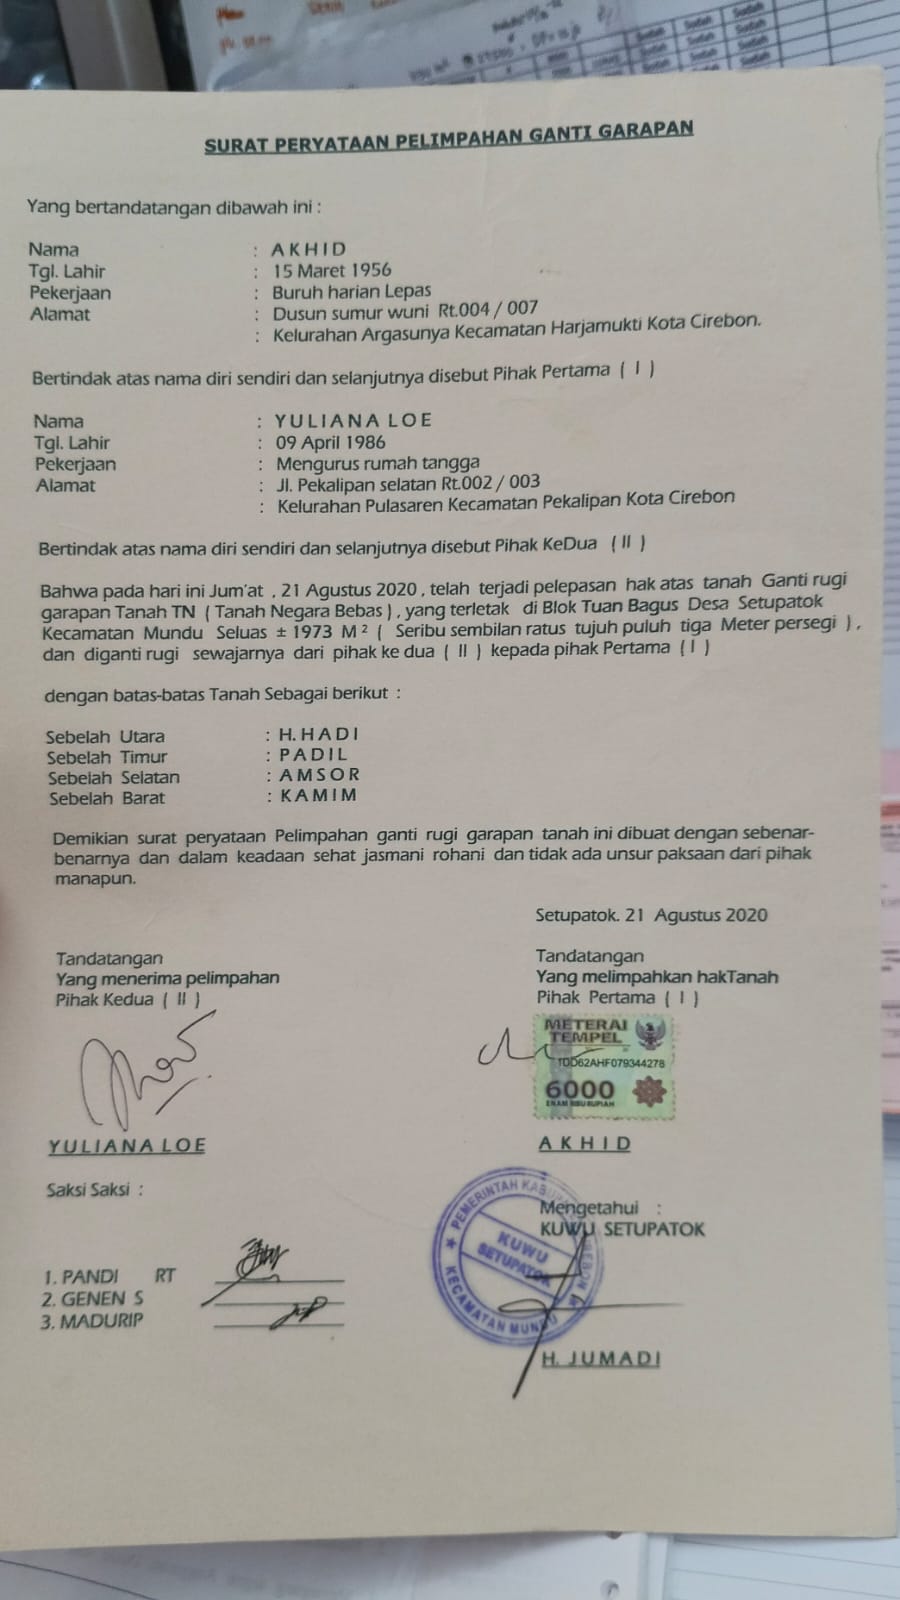 SURAT PERYATAAN PELIMPAHAN GANTI GARAPAN
Yang bertandatangan dibawah ini :
Nama : A K H I D
Tgl. Lahir : 15 Maret 1956
Pekerjaan : Buruh harian Lepas
Alamat : Dusun sumur wuni Rt.004 / 007
: Kelurahan Argasunya Kecamatan Harjamukti Kota Cirebon.
Bertindak atas nama diri sendiri dan selanjutnya disebut Pihak Pertama ( I )
Nama : Y U L I A N A L O E
Tgl. Lahir : 09 April 1986
Pekerjaan : Mengurus rumah tangga
Alamat : Jl. Pekalipan selatan Rt.002 / 003
: Kelurahan Pulasaren Kecamatan Pekalipan Kota Cirebon
Bertindak atas nama diri sendiri dan selanjutnya disebut Pihak KeDua ( II )
Bahwa pada hari ini Jum'at , 21 Agustus 2020 , telah terjadi pelepasan hak atas tanah Ganti rugi
garapan Tanah TN ( Tanah Negara Bebas ) , yang terletak di Blok Tuan Bagus Desa Setupatok
Kecamatan Mundu Seluas ± 1973 M ² ( Seribu sembilan ratus tujuh puluh tiga Meter persegi ) ,
dan diganti rugi sewajarnya dari pihak ke dua ( II ) kepada pihak Pertama ( I )
dengan batas-batas Tanah Sebagai berikut :
Sebelah Utara : H. H A D I
Sebelah Timur : P A D I L
Sebelah Selatan : A M S O R
Sebelah Barat : K A M I M
Demikian surat peryataan Pelimpahan ganti rugi garapan tanah ini dibuat dengan sebenar-
benarnya dan dalam keadaan sehat jasmani rohani dan tidak ada unsur paksaan dari pihak
manapun.
Setupatok. 21 Agustus 2020
Tandatangan
Yang menerima pelimpahan
Pihak Kedua ( II )
Tandatangan
Yang melimpahkan hakTanah
Pihak Pertama ( I )
METERAI
TEMPEL
TDD62AHF079344278
6000
ENAM RIBU RUPIAH
Y U L I A N A L O E
A K H I D
Saksi Saksi :
Mengetahui :
KUWU SETUPATOK
PEMERINTAH
KUWU
SETUPATOK
KECAMATAN MUNDU
1. PANDI RT
2. GENEN S
3. MADURIP
H. JUMADI